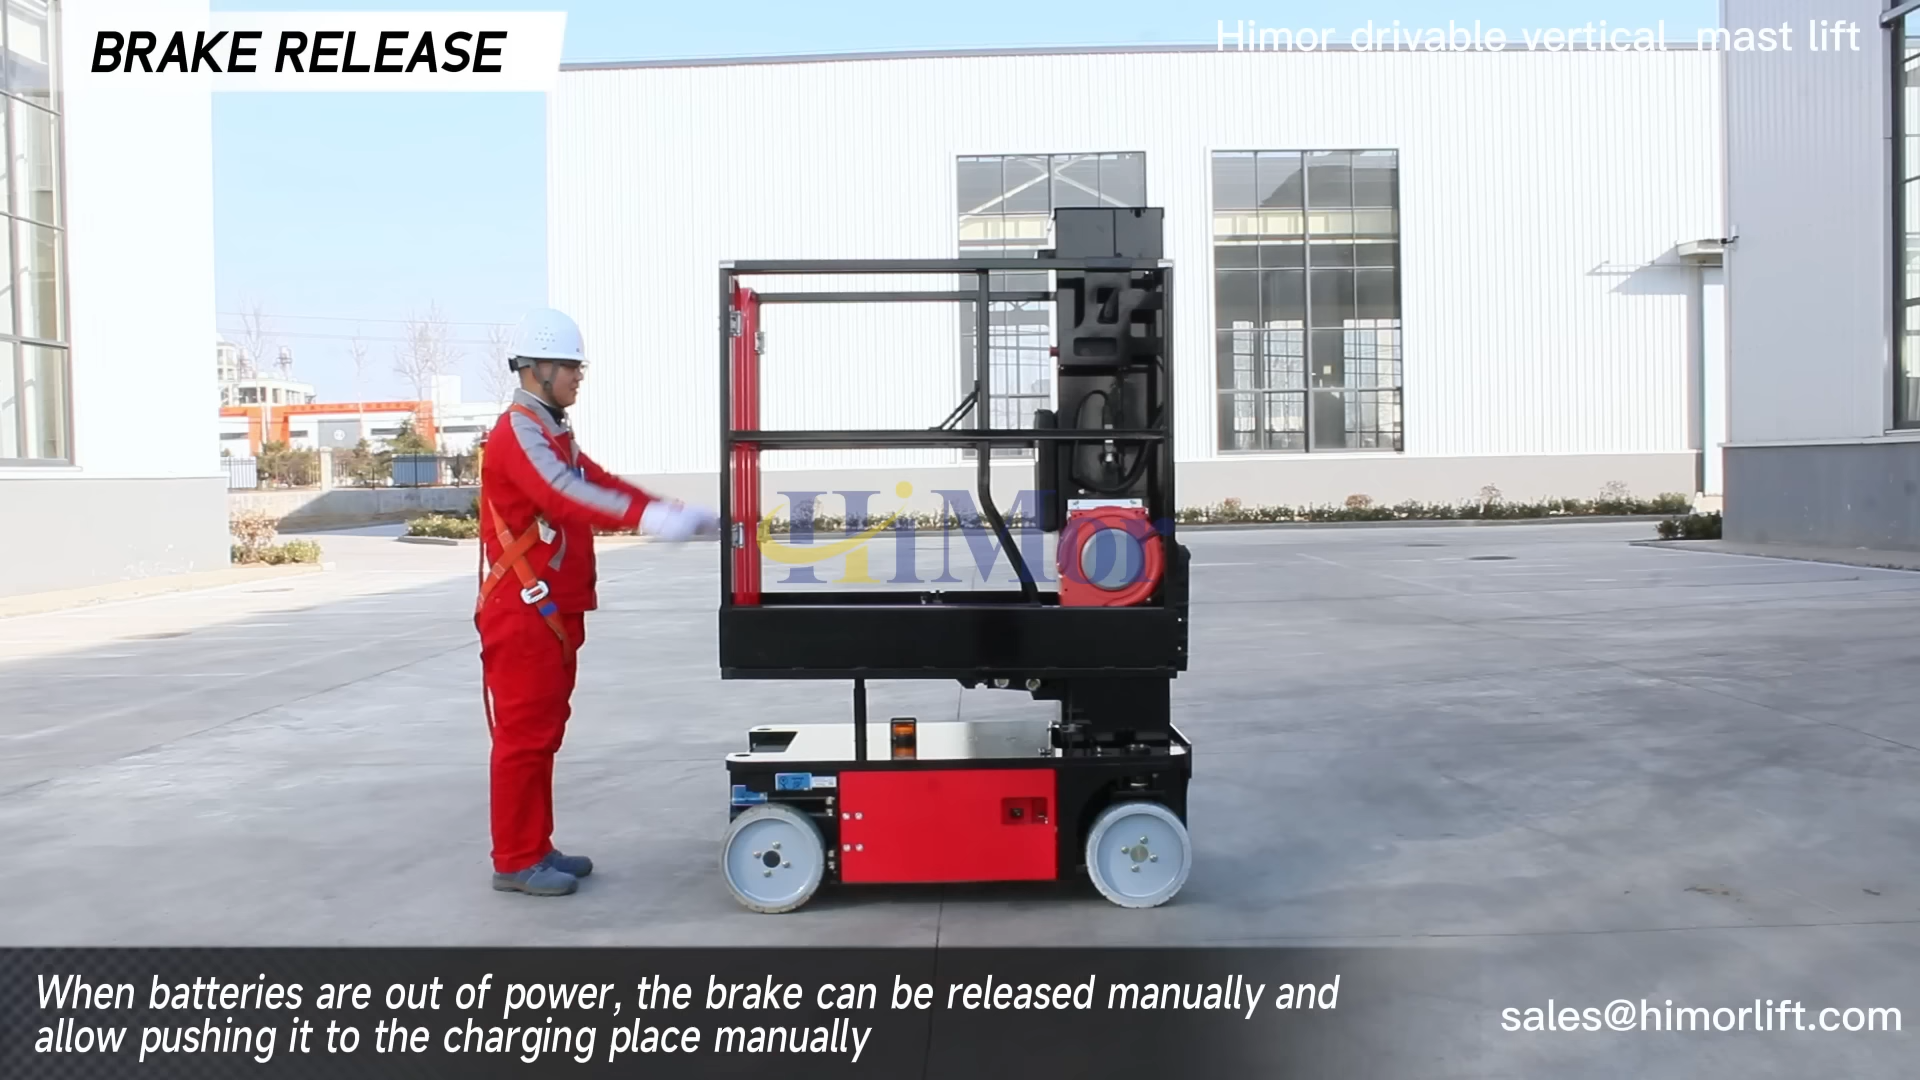 BRAKE RELEASE
Himor drivable vertical mast lift
HiMor
When batteries are out of power, the brake can be released manually and
allow pushing it to the charging place manually
sales@himorlift.com